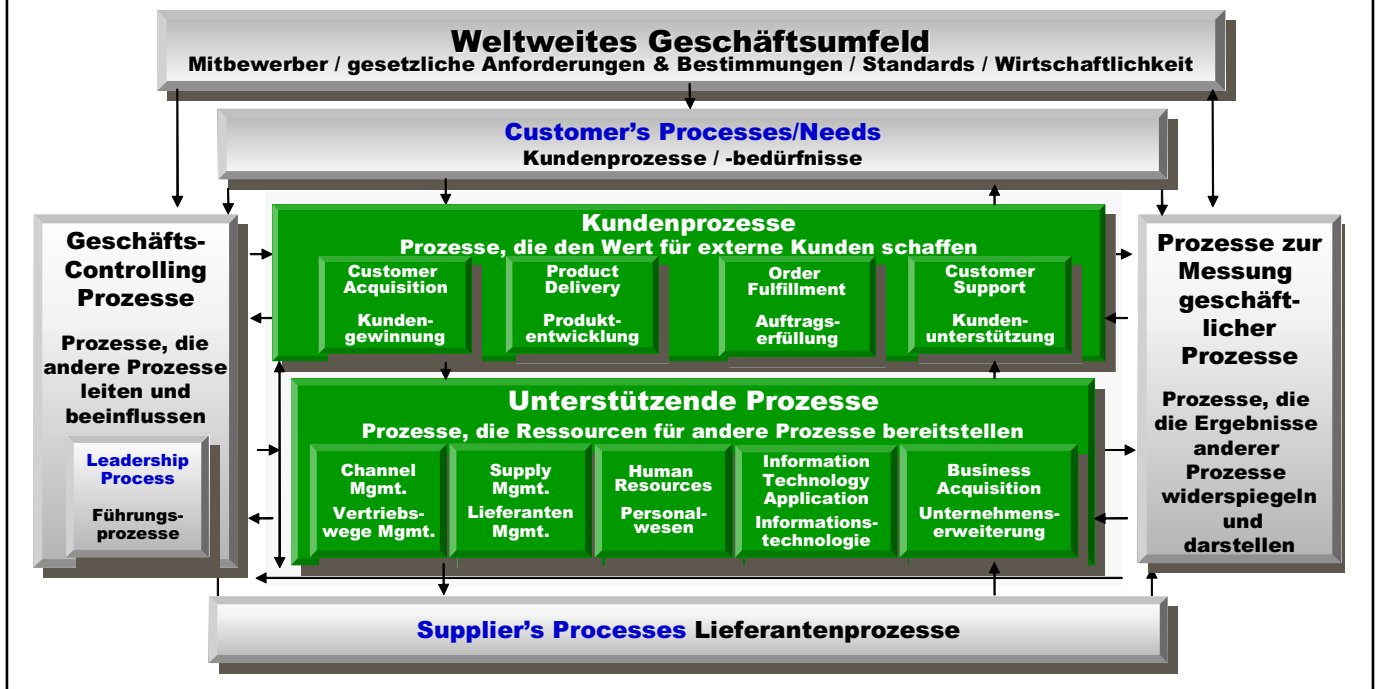 Weltweites Geschäftsumfeld
Mitbewerber / gesetzliche Anforderungen & Bestimmungen / Standards / Wirtschaftlichkeit
Customer’s Processes/Needs
Kundenprozesse / -bedürfnisse
Geschäfts-
Controlling
Prozesse
Prozesse, die
andere Prozesse
leiten und
beeinflussen
Leadership
Process
Führungs-
prozesse
Kundenprozesse
Prozesse, die den Wert für externe Kunden schaffen
Customer
Acquisition
Kunden-
gewinnung
Product
Delivery
Produkt-
entwicklung
Order
Fulfillment
Auftrags-
erfüllung
Customer
Support
Kunden-
unterstützung
Unterstützende Prozesse
Prozesse, die Ressourcen für andere Prozesse bereitstellen
Channel
Mgmt.
Vertriebs-
wege Mgmt.
Supply
Mgmt.
Lieferanten
Mgmt.
Human
Resources
Personal-
wesen
Information
Technology
Application
Informations-
technologie
Business
Acquisition
Unternehmens-
erweiterung
Prozesse zur
Messung
geschäft-
licher
Prozesse
Prozesse, die
die Ergebnisse
anderer
Prozesse
widerspiegeln
und
darstellen
Supplier’s Processes Lieferantenprozesse